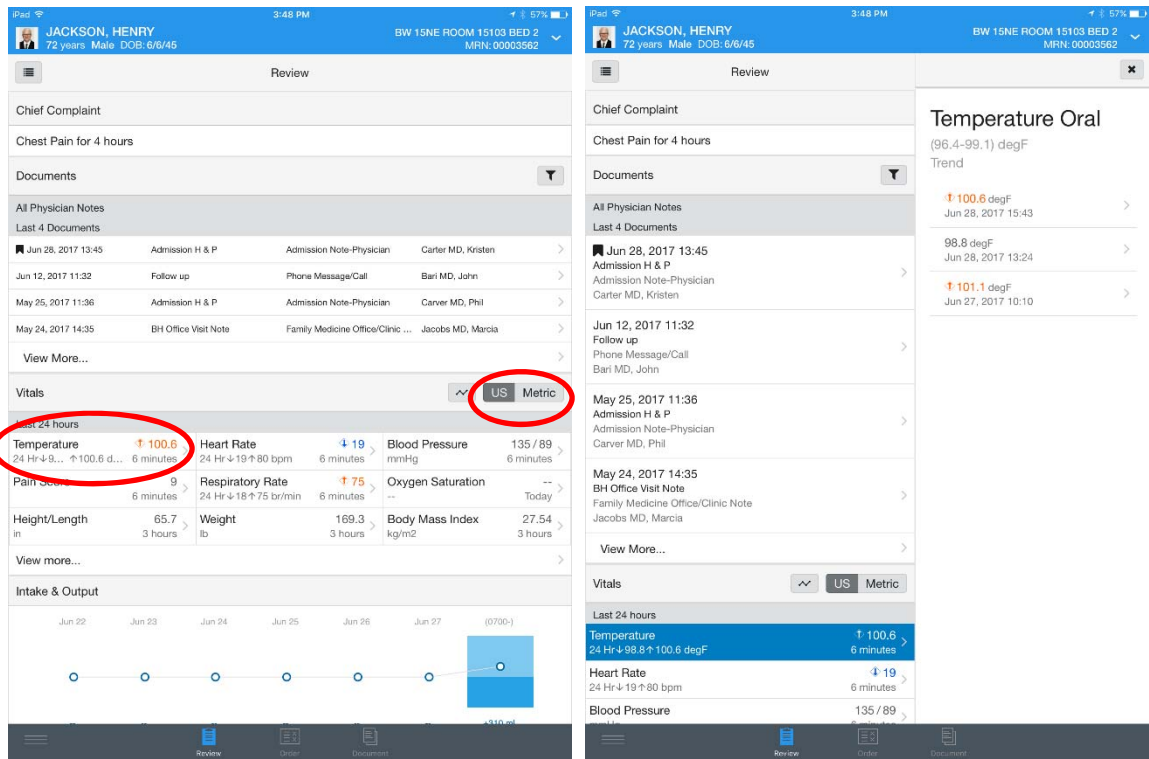 iPad 3:48 PM 57%
JACKSON, HENRY BW 15NE ROOM 15103 BED 2
72 years Male DOB: 6/6/45 MRN: 00003562
Review
Chief Complaint
Chest Pain for 4 hours
Documents
All Physician Notes
Last 4 Documents
Jun 28, 2017 13:45 Admission H & P Admission Note-Physician Carter MD, Kristen
Jun 12, 2017 11:32 Follow up Phone Message/Call Bari MD, John
May 25, 2017 11:36 Admission H & P Admission Note-Physician Carver MD, Phil
May 24, 2017 14:35 BH Office Visit Note Family Medicine Office/Clinic ... Jacobs MD, Marcia
View More...
Vitals US Metric
Last 24 hours
Temperature ↑ 100.6 Heart Rate ↓ 19 Blood Pressure 135 / 89
24 Hr↓9... ↑100.6 d... 6 minutes 24 Hr↓19↑80 bpm 6 minutes mmHg 6 minutes
Pain 9 Respiratory Rate ↑ 75 Oxygen Saturation --
6 minutes 24 Hr↓18↑75 br/min 6 minutes -- Today
Height/Length 65.7 Weight 169.3 Body Mass Index 27.54
in 3 hours lb 3 hours kg/m2 3 hours
View more...
Intake & Output
Jun 22 Jun 23 Jun 24 Jun 25 Jun 26 Jun 27 (0700-)
+310 ml
Review Order Document
iPad 3:48 PM 57%
JACKSON, HENRY BW 15NE ROOM 15103 BED 2
72 years Male DOB: 6/6/45 MRN: 00003562
Review
Chief Complaint
Chest Pain for 4 hours
Documents
All Physician Notes
Last 4 Documents
Jun 28, 2017 13:45
Admission H & P
Admission Note-Physician
Carter MD, Kristen
Jun 12, 2017 11:32
Follow up
Phone Message/Call
Bari MD, John
May 25, 2017 11:36
Admission H & P
Admission Note-Physician
Carver MD, Phil
May 24, 2017 14:35
BH Office Visit Note
Family Medicine Office/Clinic Note
Jacobs MD, Marcia
View More...
Vitals US Metric
Last 24 hours
Temperature ↑ 100.6
24 Hr↓98.8↑100.6 degF 6 minutes
Heart Rate ↓ 19
24 Hr↓19↑80 bpm 6 minutes
Blood Pressure 135 / 89
Temperature Oral
(96.4-99.1) degF
Trend
↑ 100.6 degF
Jun 28, 2017 15:43
98.8 degF
Jun 28, 2017 13:24
↑ 101.1 degF
Jun 27, 2017 10:10
Review Order Document